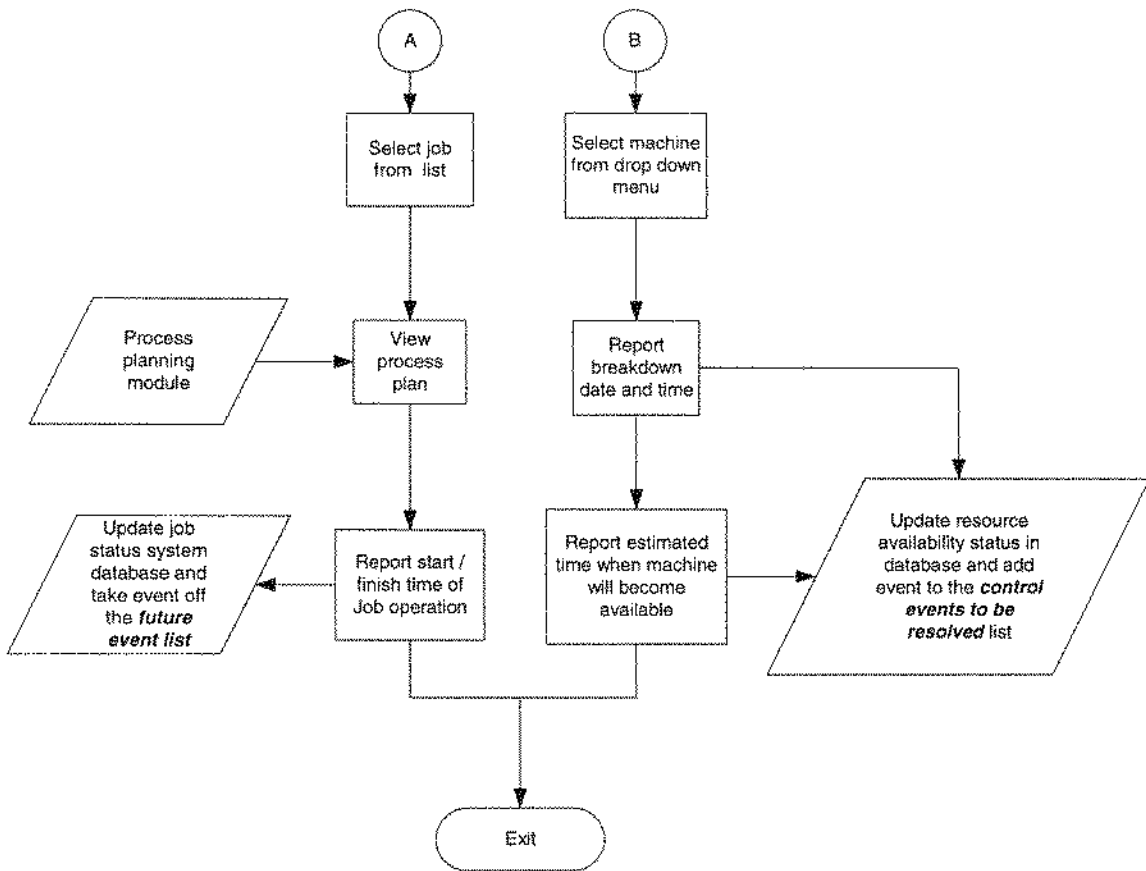 A
B
Select job
from list
Select machine
from drop down
menu
Process
planning
module
View
process
plan
Report
breakdown
date and time
Update job
status system
database and
take event off
the future
event list
Report start /
finish time of
Job operation
Report estimated
time when machine
will become
available
Update resource
availability status in
database and add
event to the control
events to be
resolved list
Exit